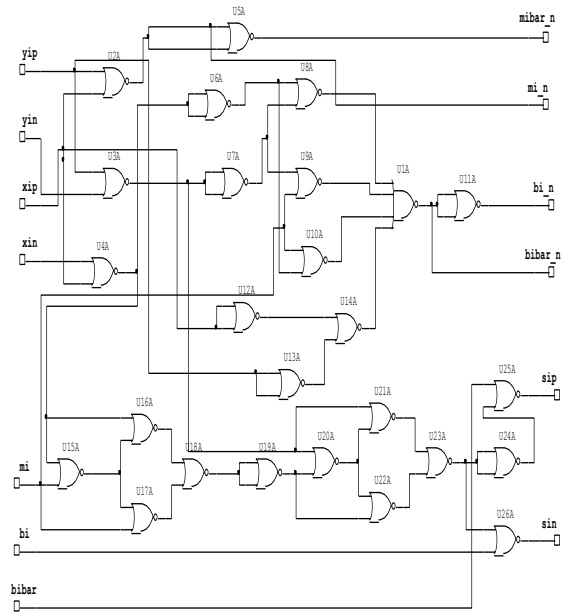 U5A
mibar_n
yip
U2A
U6A
U8A
mi_n
yin
U3A
U7A
U9A
U1A
U11A
xip
bi_n
xin
U4A
U10A
bibar_n
U12A
U14A
U13A
U25A
sip
U16A
U21A
U15A
U18A
U19A
U20A
U23A
U24A
mi
U17A
U22A
U26A
sin
bi
bibar